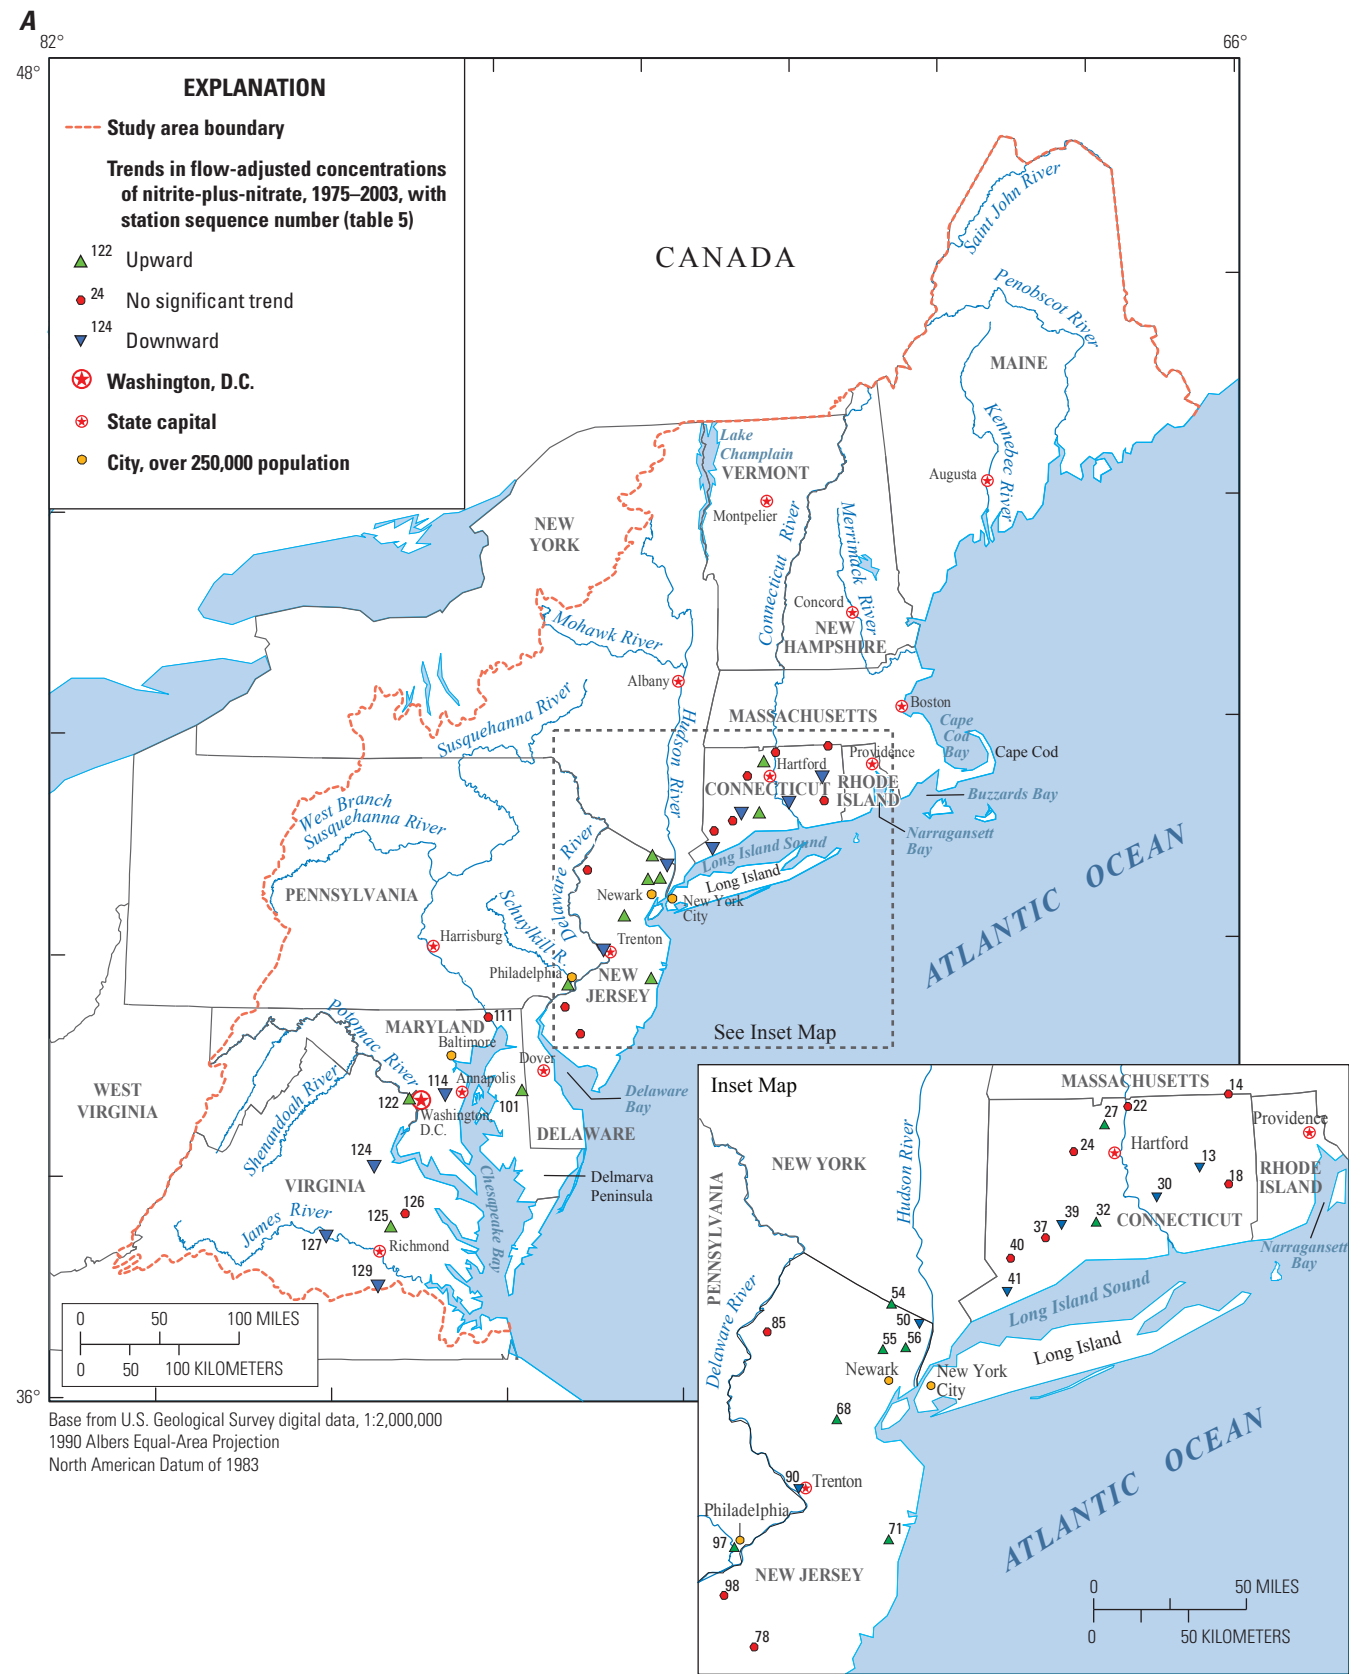 A
82°
66°
48°
36°
EXPLANATION
Study area boundary
Trends in flow-adjusted concentrations
of nitrite-plus-nitrate, 1975–2003, with
station sequence number (table 5)
122 Upward
24 No significant trend
124 Downward
Washington, D.C.
State capital
City, over 250,000 population
CANADA
Saint John River
Penobscot River
MAINE
Kennebec River
Augusta
Lake
Champlain
VERMONT
Montpelier
Connecticut River
Merrimack River
NEW
YORK
Concord
NEW
HAMPSHIRE
Mohawk River
Albany
Hudson River
Susquehanna River
Boston
MASSACHUSETTS
Cape
Cod
Bay
Cape Cod
Hartford
Providence
CONNECTICUT
RHODE
ISLAND
Buzzards Bay
Narragansett
Bay
Long Island Sound
Long Island
West Branch
Susquehanna River
PENNSYLVANIA
Delaware River
Newark
New York
City
Schuylkill R.
Harrisburg
Trenton
Philadelphia
NEW
JERSEY
ATLANTIC OCEAN
See Inset Map
Potomac River
MARYLAND
111
Baltimore
Dover
Annapolis
114
122
Washington,
D.C.
101
Delaware
Bay
DELAWARE
WEST
VIRGINIA
Shenandoah River
124
Delmarva
Peninsula
VIRGINIA
126
125
James River
127
Richmond
129
Chesapeake Bay
0 50 100 MILES
0 50 100 KILOMETERS
Base from U.S. Geological Survey digital data, 1:2,000,000
1990 Albers Equal-Area Projection
North American Datum of 1983
Inset Map
MASSACHUSETTS
14
22
27
Providence
24
Hartford
NEW YORK
Hudson River
13
RHODE
ISLAND
18
30
PENNSYLVANIA
39
32
CONNECTICUT
37
40
Narragansett
Bay
41
Long Island Sound
Delaware River
54
50
85
55
56
Long Island
Newark
New York
City
68
90
Trenton
Philadelphia
71
97
NEW JERSEY
98
78
ATLANTIC OCEAN
0 50 MILES
0 50 KILOMETERS